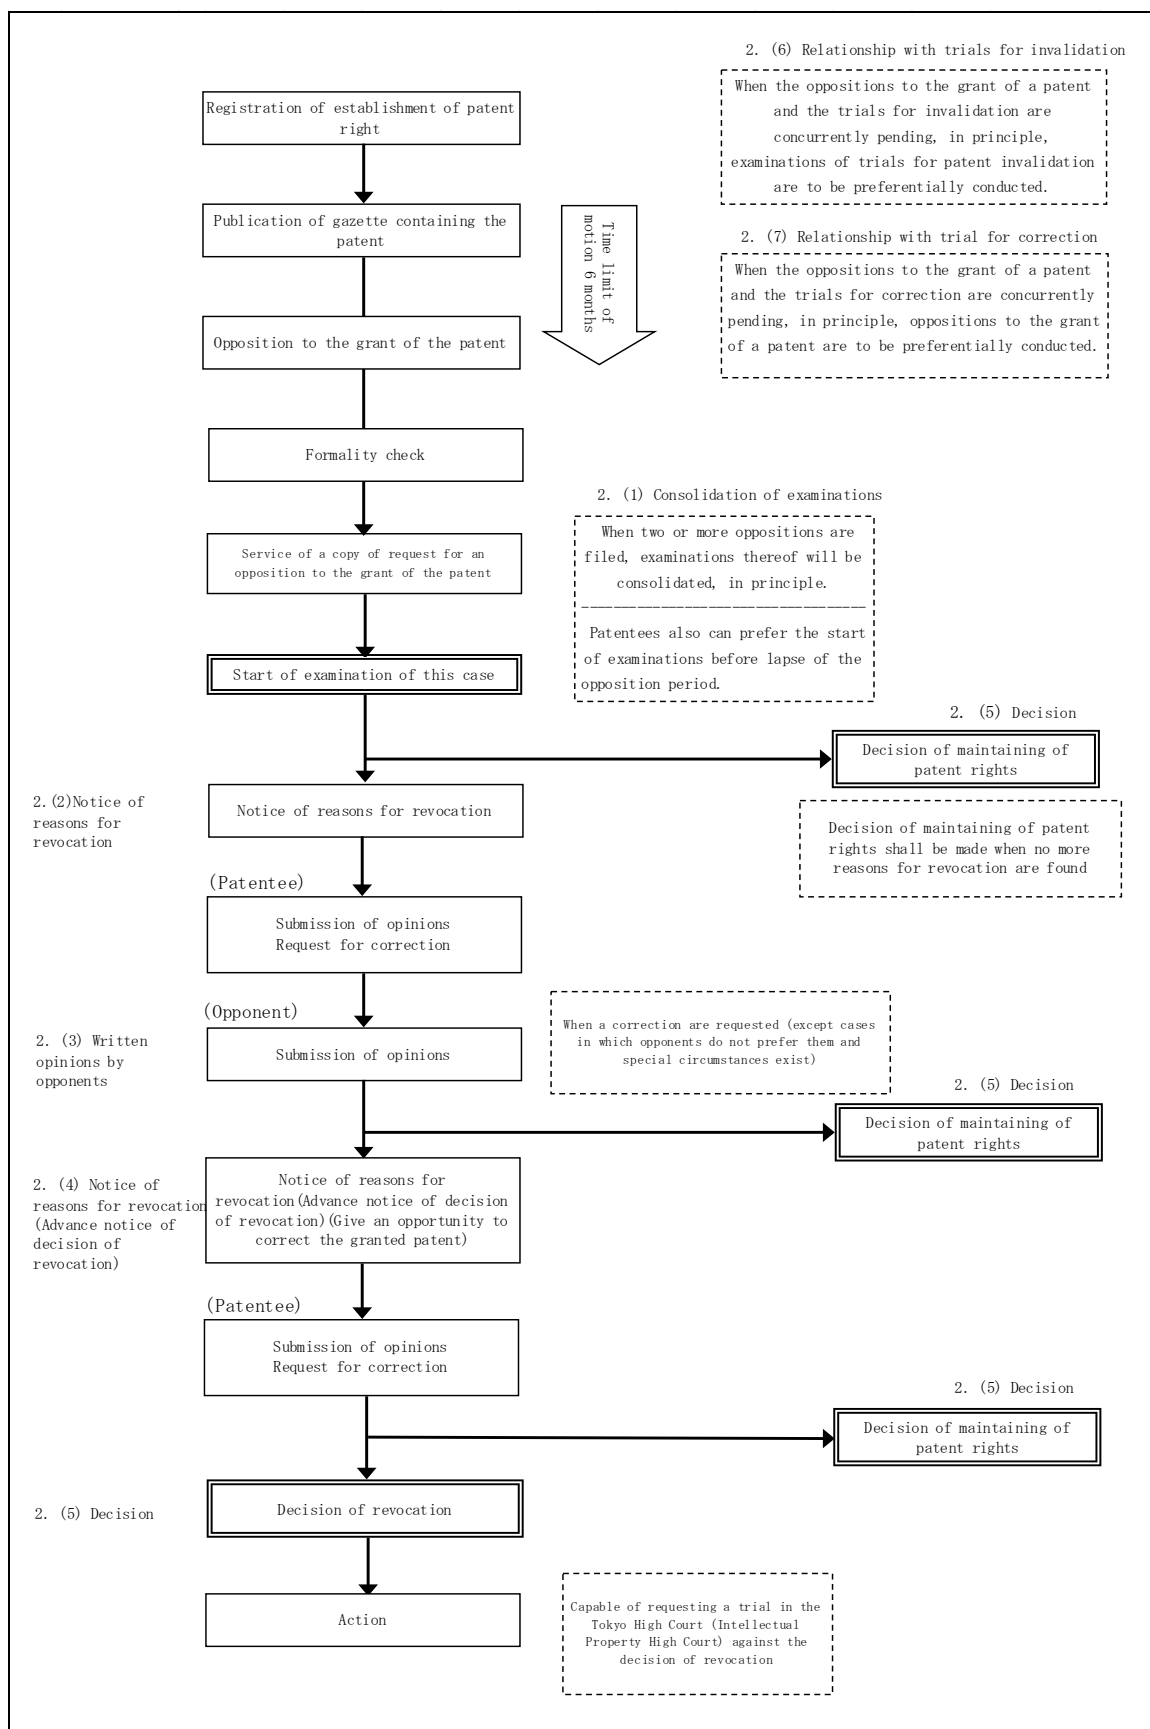 2. (6) Relationship with trials for invalidation
When the oppositions to the grant of a patent
and the trials for invalidation are
concurrently pending, in principle,
examinations of trials for patent invalidation
are to be preferentially conducted.
Registration of establishment of patent
right
Publication of gazette containing the
patent
Time limit of
motion 6 months
2. (7) Relationship with trial for correction
When the oppositions to the grant of a patent
and the trials for correction are concurrently
pending, in principle, oppositions to the grant
of a patent are to be preferentially conducted.
Opposition to the grant of the patent
Formality check
2. (1) Consolidation of examinations
When two or more oppositions are
filed, examinations thereof will be
consolidated, in principle.
Patentees also can prefer the start
of examinations before lapse of the
opposition period.
Service of a copy of request for an
opposition to the grant of the patent
Start of examination of this case
2. (5) Decision
Decision of maintaining of
patent rights
2.(2)Notice of
reasons for
revocation
Notice of reasons for revocation
Decision of maintaining of patent
rights shall be made when no more
reasons for revocation are found
(Patentee)
Submission of opinions
Request for correction
(Opponent)
2. (3) Written
opinions by
opponents
Submission of opinions
When a correction are requested (except cases
in which opponents do not prefer them and
special circumstances exist)
2. (5) Decision
Decision of maintaining of
patent rights
2. (4) Notice of
reasons for revocation
(Advance notice of
decision of
revocation)
Notice of reasons for
revocation(Advance notice of decision
of revocation)(Give an opportunity to
correct the granted patent)
(Patentee)
Submission of opinions
Request for correction
2. (5) Decision
Decision of maintaining of
patent rights
2. (5) Decision
Decision of revocation
Action
Capable of requesting a trial in the
Tokyo High Court (Intellectual
Property High Court) against the
decision of revocation